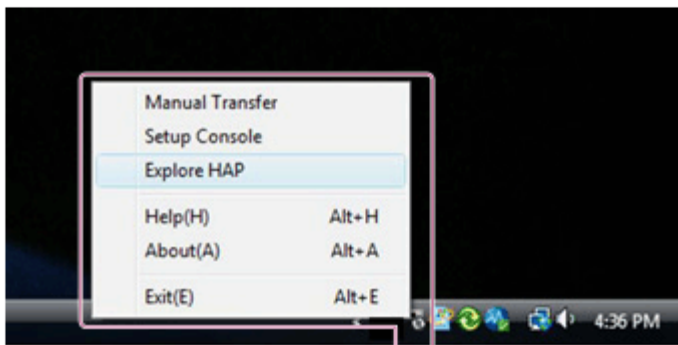 Manual Transfer
Setup Console
Explore HAP
Help(H) Alt+H
About(A) Alt+A
Exit(E) Alt+E
4:36 PM